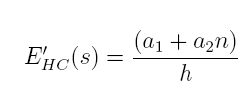 E′_{HC}(s) = \frac{(a_1 + a_2 n)}{h}